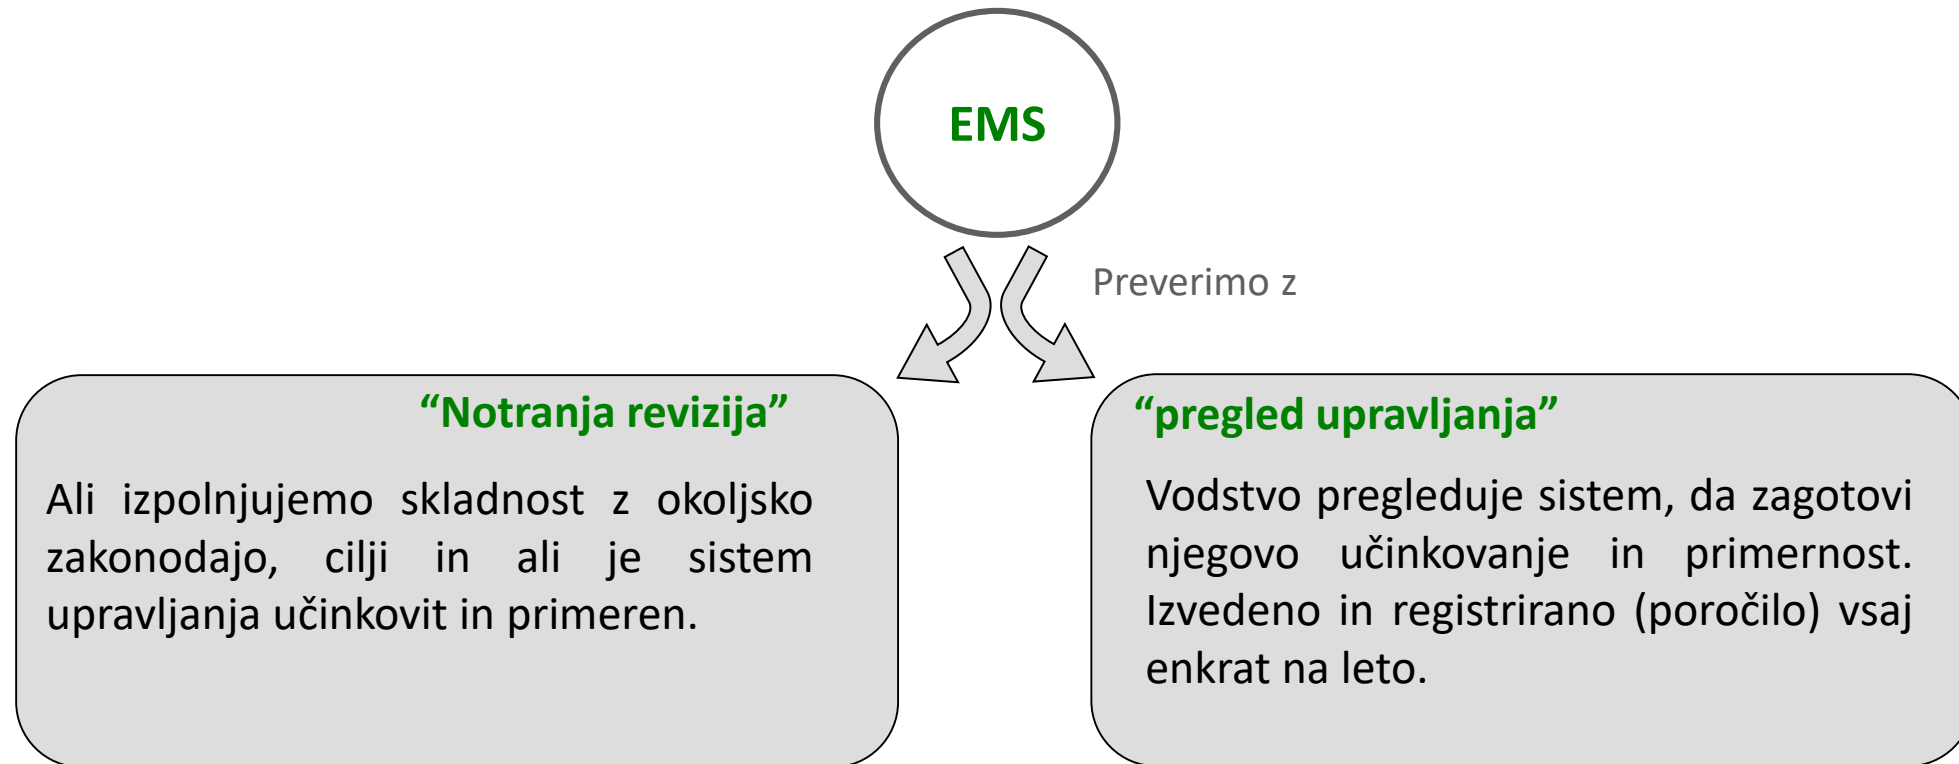 EMS
Preverimo z
“Notranja revizija”
Ali izpolnjujemo skladnost z okoljsko
zakonodajo, cilji in ali je sistem
upravljanja učinkovit in primeren.
“pregled upravljanja”
Vodstvo pregleduje sistem, da zagotovi
njegovo učinkovanje in primernost.
Izvedeno in registrirano (poročilo) vsaj
enkrat na leto.